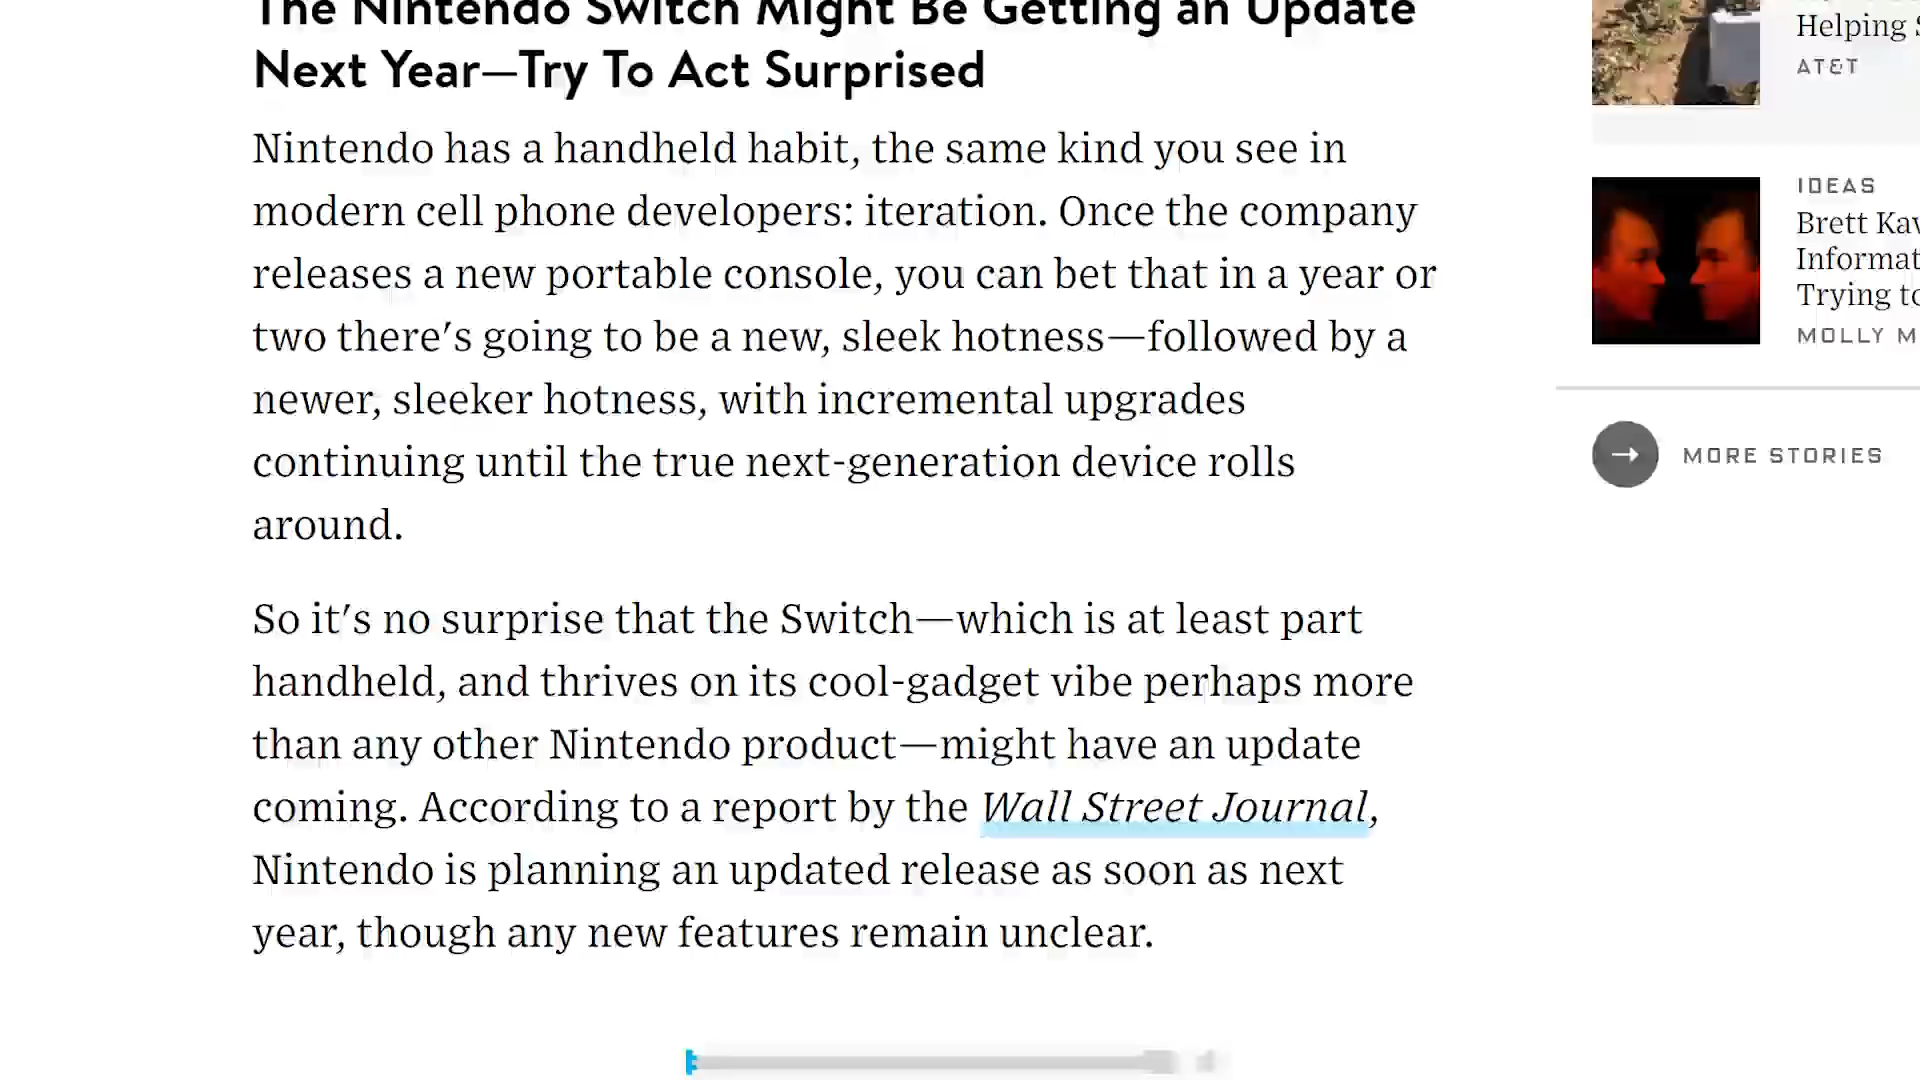 The Nintendo Switch Might Be Getting an Update
Next Year—Try To Act Surprised
Nintendo has a handheld habit, the same kind you see in
modern cell phone developers: iteration. Once the company
releases a new portable console, you can bet that in a year or
two there's going to be a new, sleek hotness—followed by a
newer, sleeker hotness, with incremental upgrades
continuing until the true next-generation device rolls
around.
So it's no surprise that the Switch—which is at least part
handheld, and thrives on its cool-gadget vibe perhaps more
than any other Nintendo product—might have an update
coming. According to a report by the Wall Street Journal,
Nintendo is planning an updated release as soon as next
year, though any new features remain unclear.
Helping
AT&T
IDEAS
Brett
Trying
MOLLY
MORE STORIES